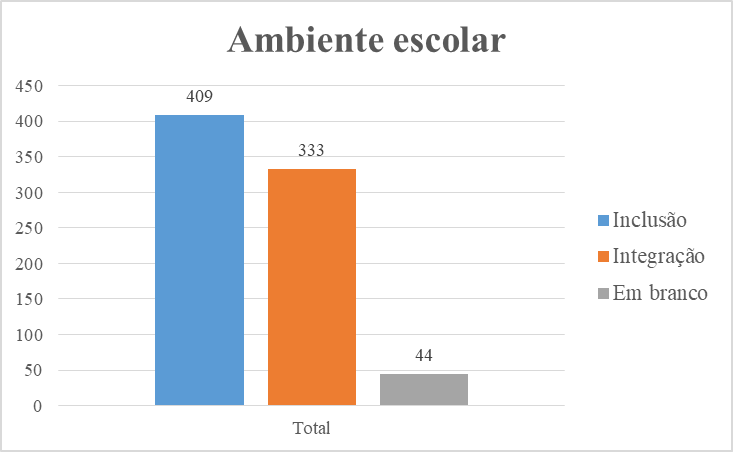 Ambiente escolar
450
400
350
300
250
200
150
100
50
0
409
333
44
Total
Inclusão
Integração
Em branco